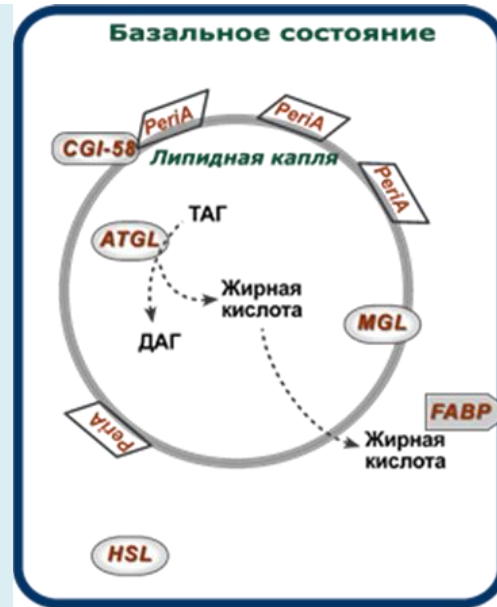 Базальное состояние
PeriA
PeriA
CGI-58
Липидная капля
PeriA
ТАГ
ATGL
Жирная
кислота
MGL
ДАГ
FABP
PeriA
Жирная
кислота
HSL